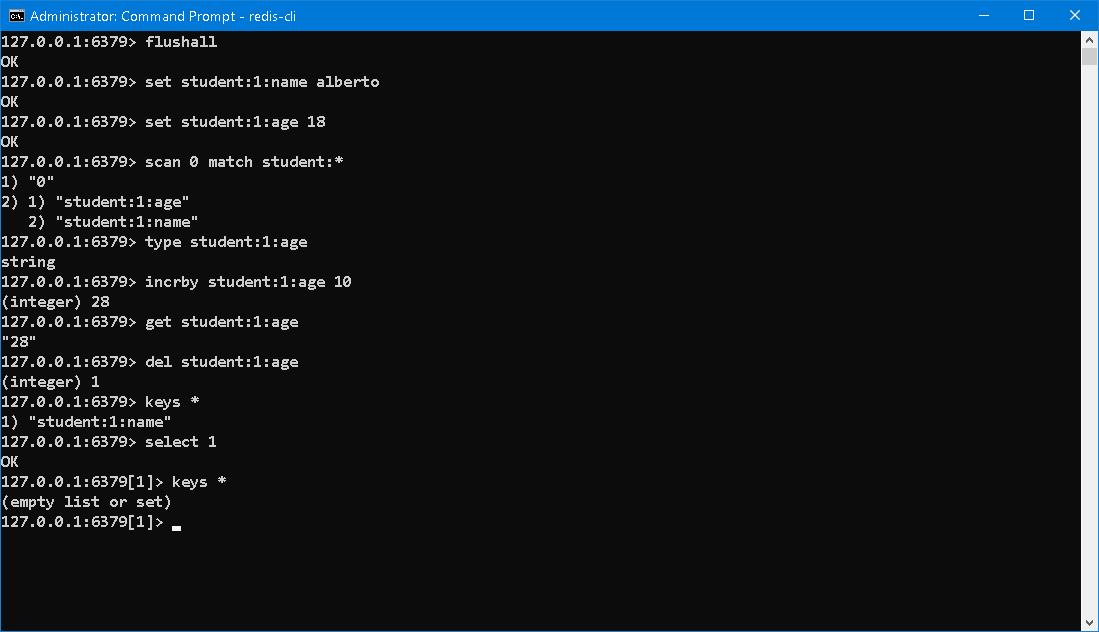 Administrator: Command Prompt - redis-cli
127.0.0.1:6379> flushall
OK
127.0.0.1:6379> set student:1:name alberto
OK
127.0.0.1:6379> set student:1:age 18
OK
127.0.0.1:6379> scan 0 match student:*
1) "0"
2) 1) "student:1:age"
   2) "student:1:name"
127.0.0.1:6379> type student:1:age
string
127.0.0.1:6379> incrby student:1:age 10
(integer) 28
127.0.0.1:6379> get student:1:age
"28"
127.0.0.1:6379> del student:1:age
(integer) 1
127.0.0.1:6379> keys *
1) "student:1:name"
127.0.0.1:6379> select 1
OK
127.0.0.1:6379[1]> keys *
(empty list or set)
127.0.0.1:6379[1]>